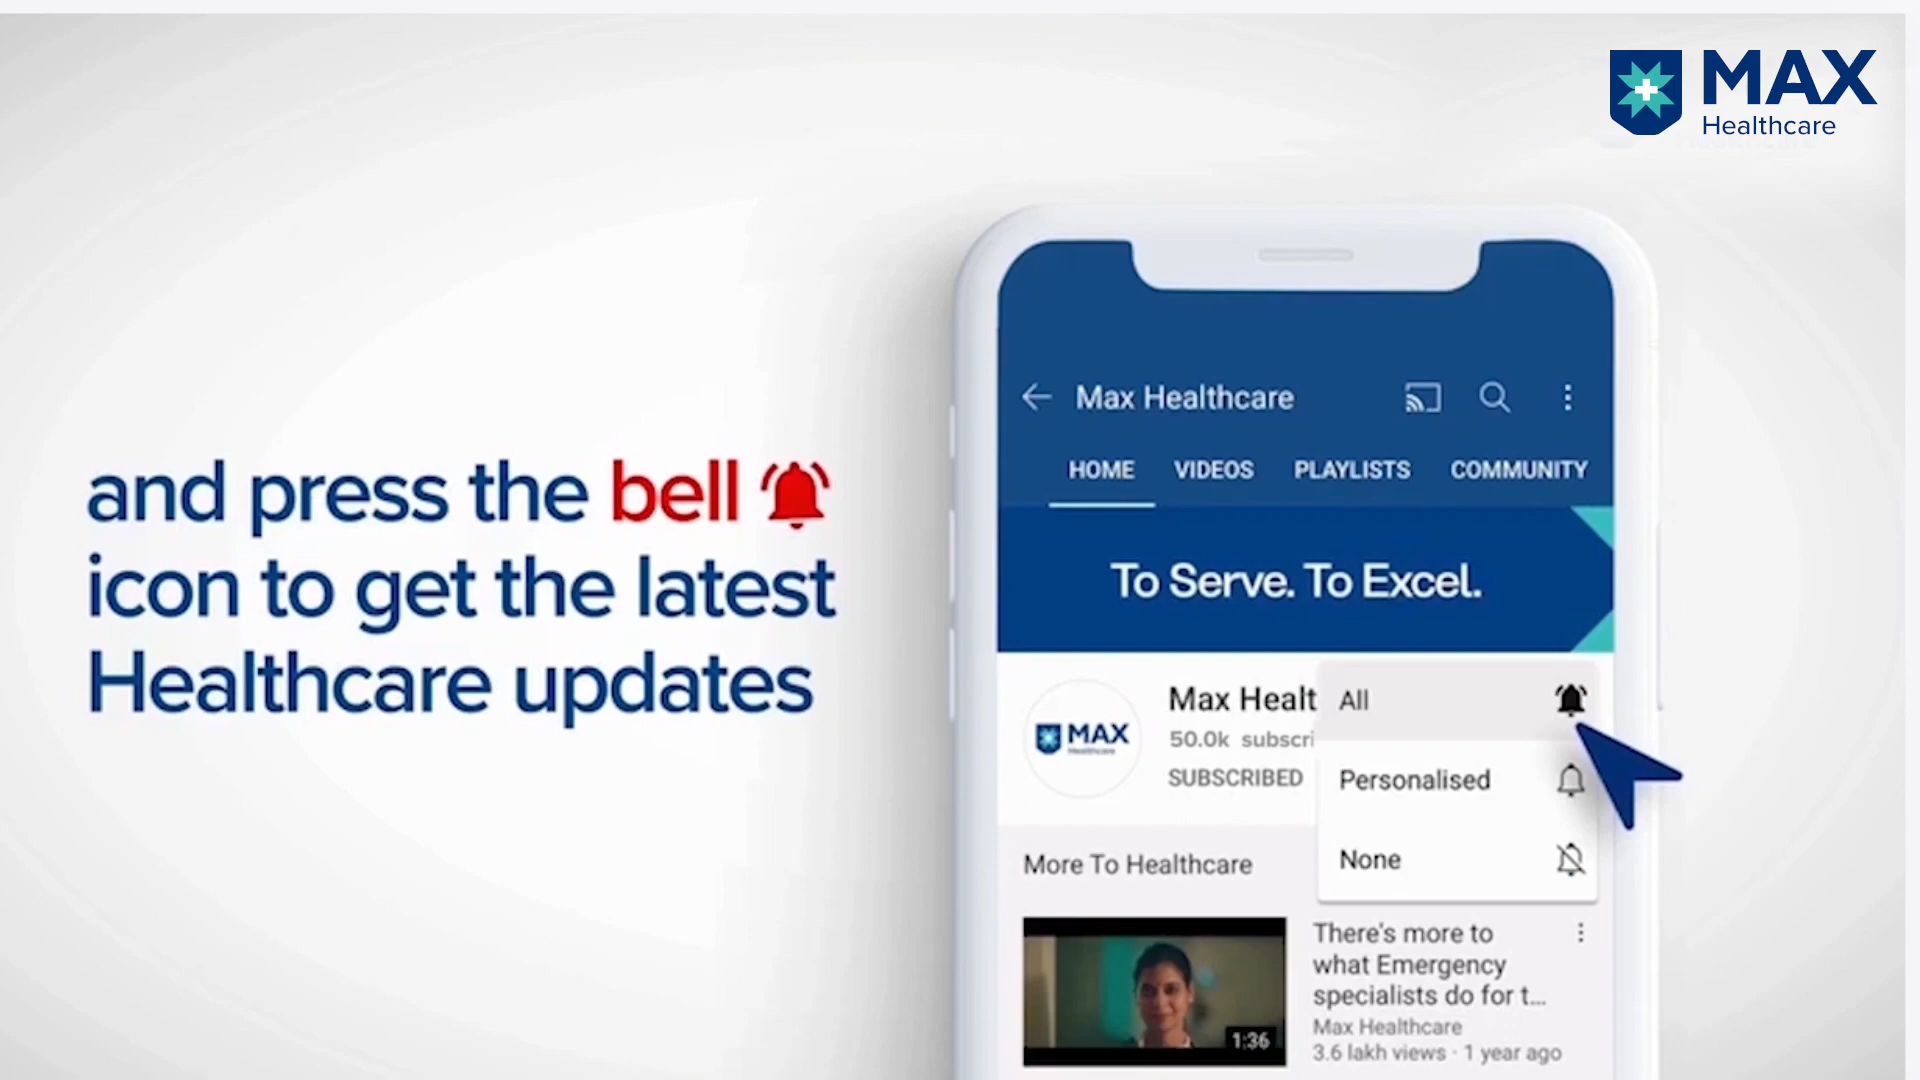 MAX
Healthcare
and press the bell
icon to get the latest
Healthcare updates
Max Healthcare
HOME VIDEOS PLAYLISTS COMMUNITY
To Serve. To Excel.
MAX
Healthcare
Max Healt
50.0k subscri
SUBSCRIBED
All
Personalised
None
More To Healthcare
1:36
There's more to
what Emergency
specialists do for t...
Max Healthcare
3.6 lakh views · 1 year ago